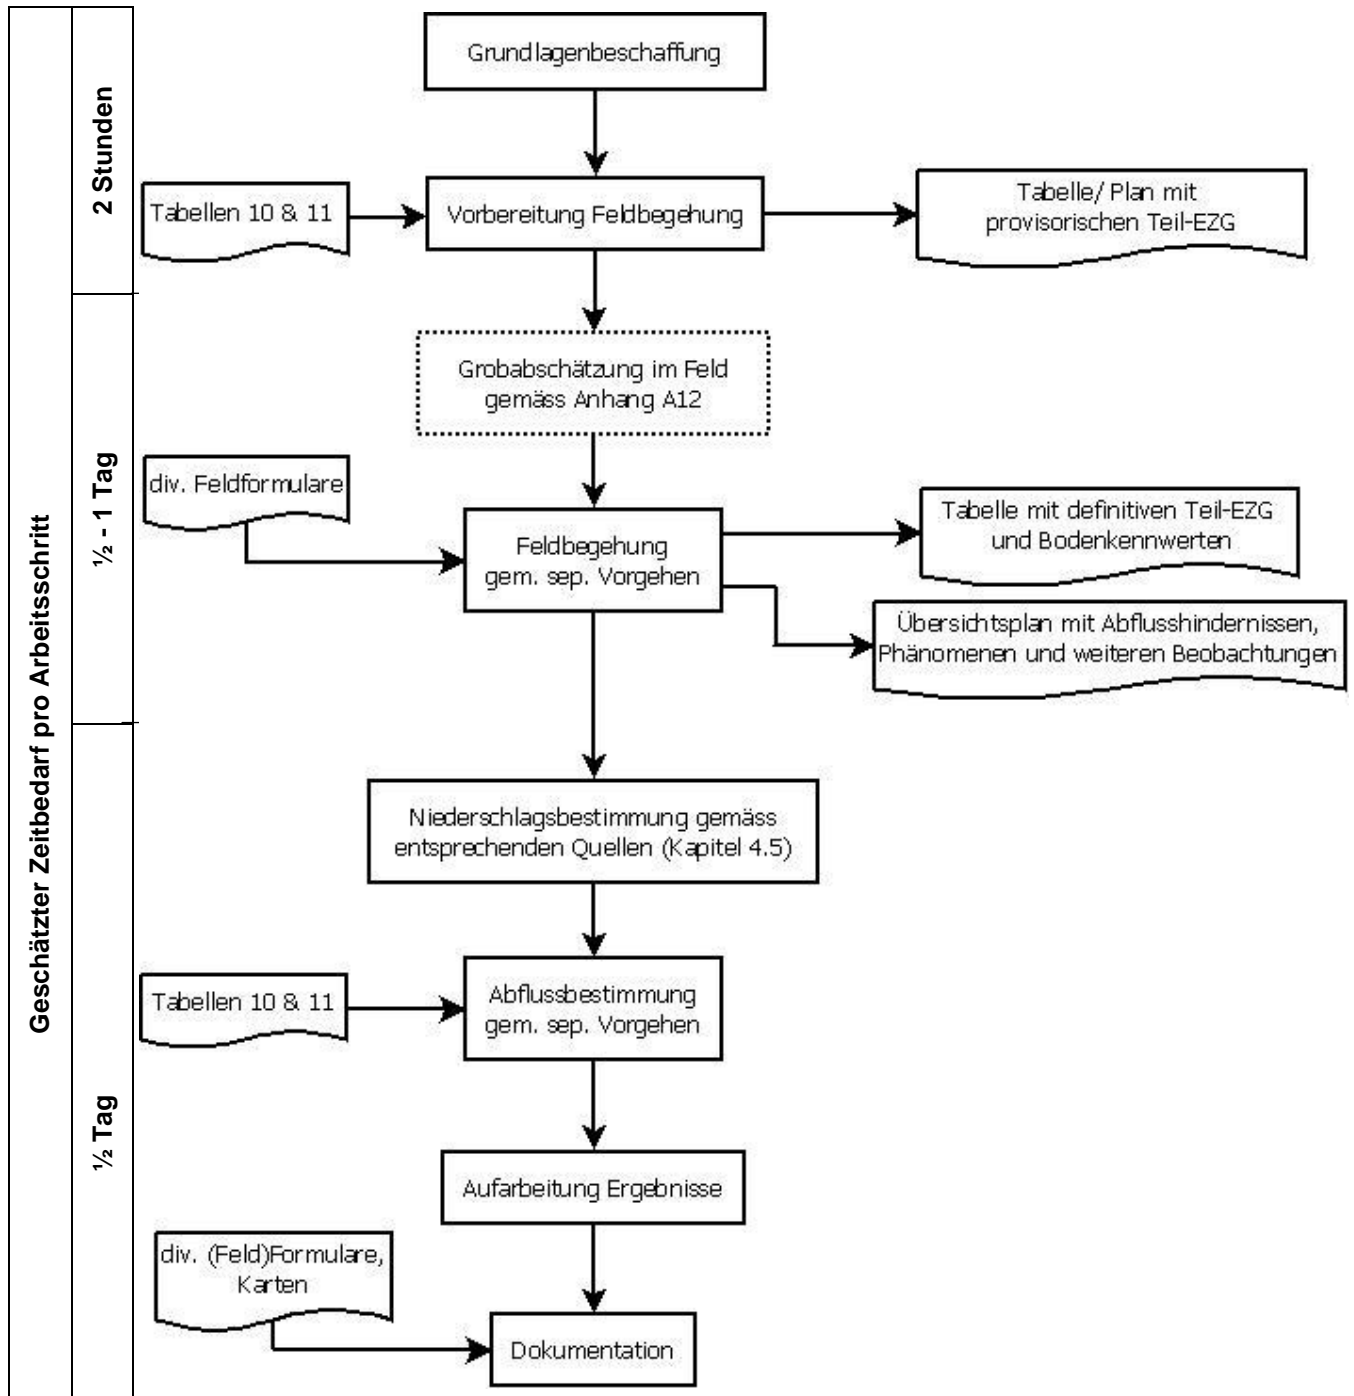 Geschätzter Zeitbedarf pro Arbeitsschritt
2 Stunden
Grundlagenbeschaffung
Tabellen 10 & 11
Vorbereitung Feldbegehung
Tabelle/ Plan mit
provisorischen Teil-EZG
½ - 1 Tag
Grobabschätzung im Feld
gemäss Anhang A12
div. Feldformulare
Feldbegehung
gem. sep. Vorgehen
Tabelle mit definitiven Teil-EZG
und Bodenkennwerten
Übersichtsplan mit Abflusshindernissen,
Phänomenen und weiteren Beobachtungen
½ Tag
Niederschlagsbestimmung gemäss
entsprechenden Quellen (Kapitel 4.5)
Tabellen 10 & 11
Abflussbestimmung
gem. sep. Vorgehen
Aufarbeitung Ergebnisse
div. (Feld)Formulare,
Karten
Dokumentation